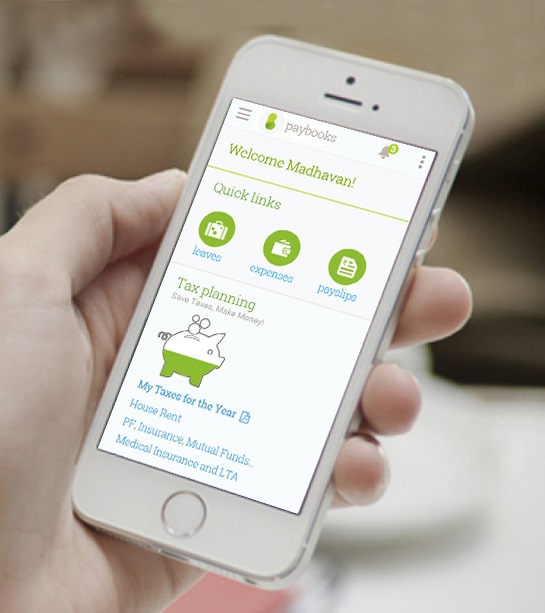 paybooks
3
Welcome Madhavan!
Quick links
leaves
expenses
payslips
Tax planning
Save Taxes, Make Money!
My Taxes for the Year
House Rent
PF, Insurance, Mutual Funds...
Medical Insurance and LTA